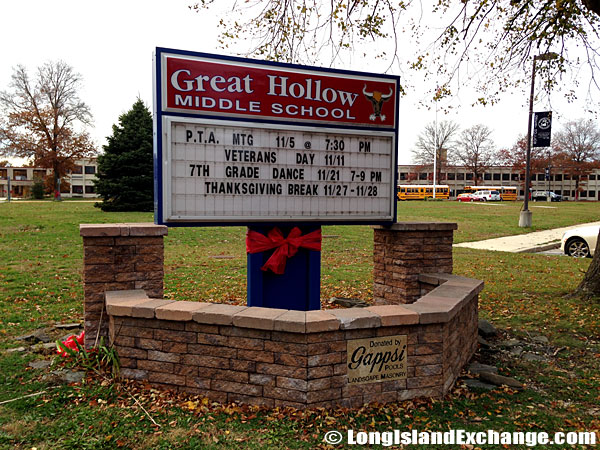 Great Hollow
MIDDLE SCHOOL
P.T.A. MTG 11/5 @ 7:30 PM
VETERANS DAY 11/11
7TH GRADE DANCE 11/21 7-9 PM
THANKSGIVING BREAK 11/27 - 11/28
Donated by
Gappsi
POOLS
LANDSCAPE MASONRY
© LongIslandExchange.com